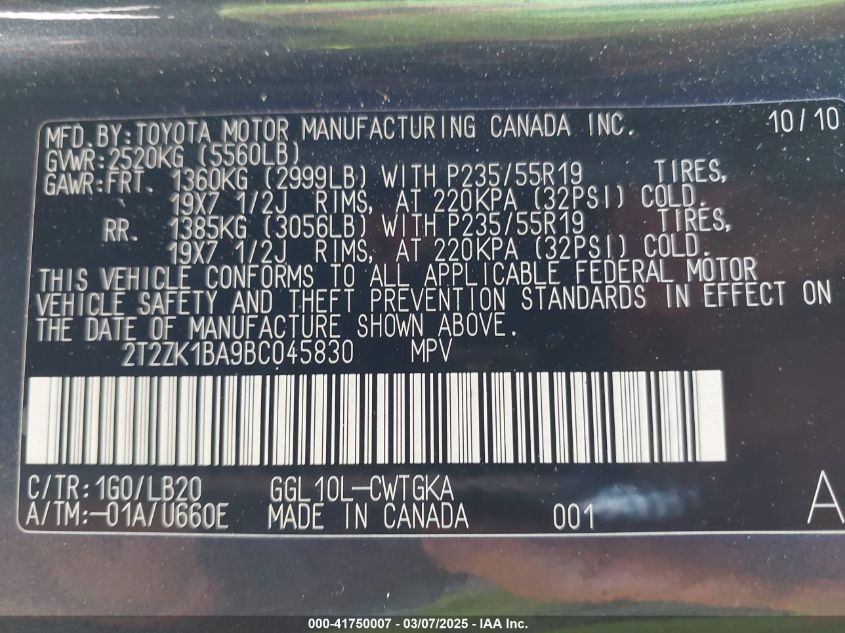 MFD.BY:TOYOTA MOTOR MANUFACTURING CANADA INC. 10/10
GVWR:2520KG (5560LB)
GAWR:FRT. 1360KG (2999LB) WITH P235/55R19 TIRES,
19X7 1/2J RIMS, AT 220KPA (32PSI) COLD.
RR. 1385KG (3056LB) WITH P235/55R19 TIRES,
19X7 1/2J RIMS, AT 220KPA (32PSI) COLD.
THIS VEHICLE CONFORMS TO ALL APPLICABLE FEDERAL MOTOR
VEHICLE SAFETY AND THEFT PREVENTION STANDARDS IN EFFECT ON
THE DATE OF MANUFACTURE SHOWN ABOVE.
2T2ZK1BA9BC045830 MPV
C/TR:1G0/LB20 GGL10L-CWTGKA A
A/TM:-01A/U660E MADE IN CANADA 001
000-41750007 - 03/07/2025 - IAA Inc.